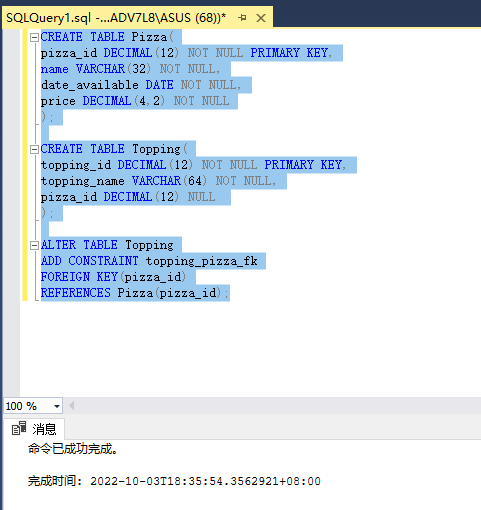 SQLQuery1.sql -...ADV7L8\ASUS (68))*
CREATE TABLE Pizza(
pizza_id DECIMAL(12) NOT NULL PRIMARY KEY,
name VARCHAR(32) NOT NULL,
date_available DATE NOT NULL,
price DECIMAL(4,2) NOT NULL
);
CREATE TABLE Topping(
topping_id DECIMAL(12) NOT NULL PRIMARY KEY,
topping_name VARCHAR(64) NOT NULL,
pizza_id DECIMAL(12) NULL
);
ALTER TABLE Topping
ADD CONSTRAINT topping_pizza_fk
FOREIGN KEY(pizza_id)
REFERENCES Pizza(pizza_id);
100 %
消息
命令已成功完成。
完成时间: 2022-10-03T18:35:54.3562921+08:00